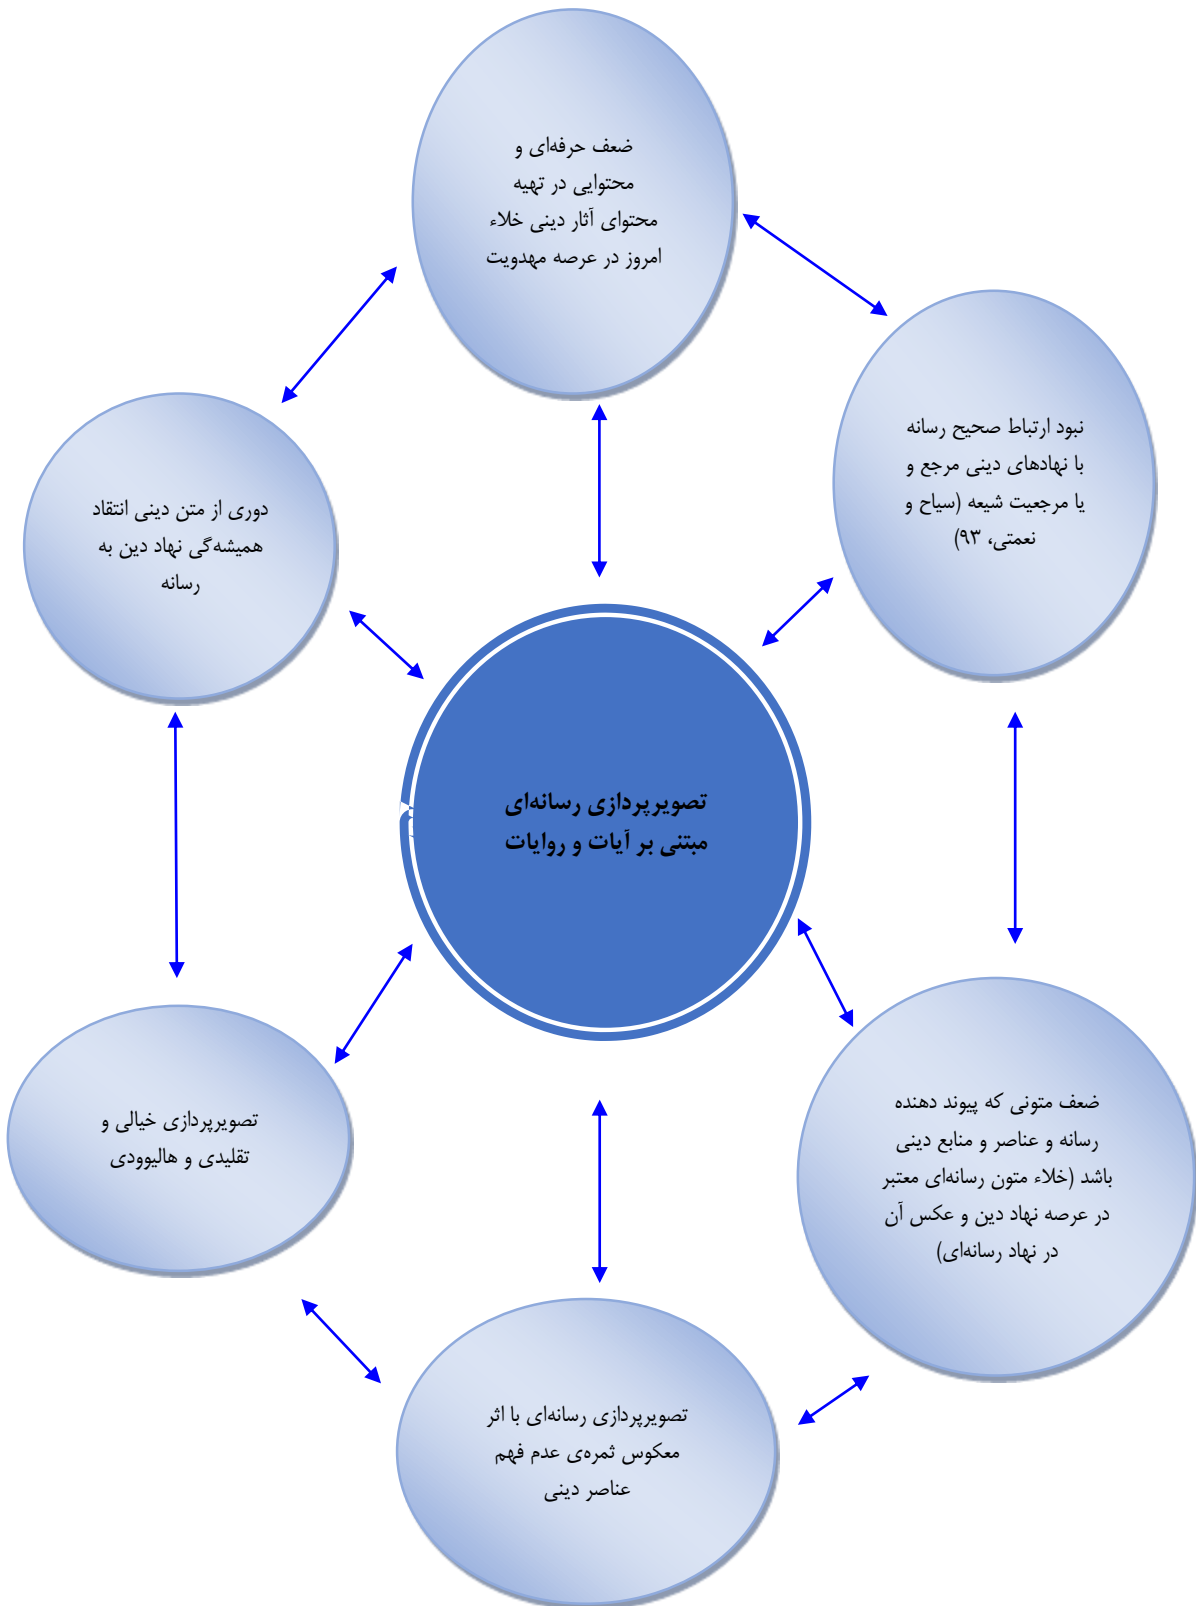 ضعف حرفه‌ای و
محتوایی در تهیه
محتوای آثار دینی خلاء
امروز در عرصه مهدویت
نبود ارتباط صحیح رسانه
با نهادهای دینی مرجع و
یا مرجعیت شیعه (سیاح و
نعمتی، ۹۳)
دوری از متن دینی انتقاد
همیشه‌گی نهاد دین به
رسانه
تصویرپردازی رسانه‌ای
مبتنی بر آیات و روایات
ضعف متونی که پیوند دهنده
رسانه و عناصر و منابع دینی
باشد (خلاء متون رسانه‌ای معتبر
در عرصه نهاد دین و عکس آن
در نهاد رسانه‌ای)
تصویرپردازی خیالی و
تقلیدی و هالیوودی
تصویرپردازی رسانه‌ای با اثر
معکوس ثمره‌ی عدم فهم
عناصر دینی